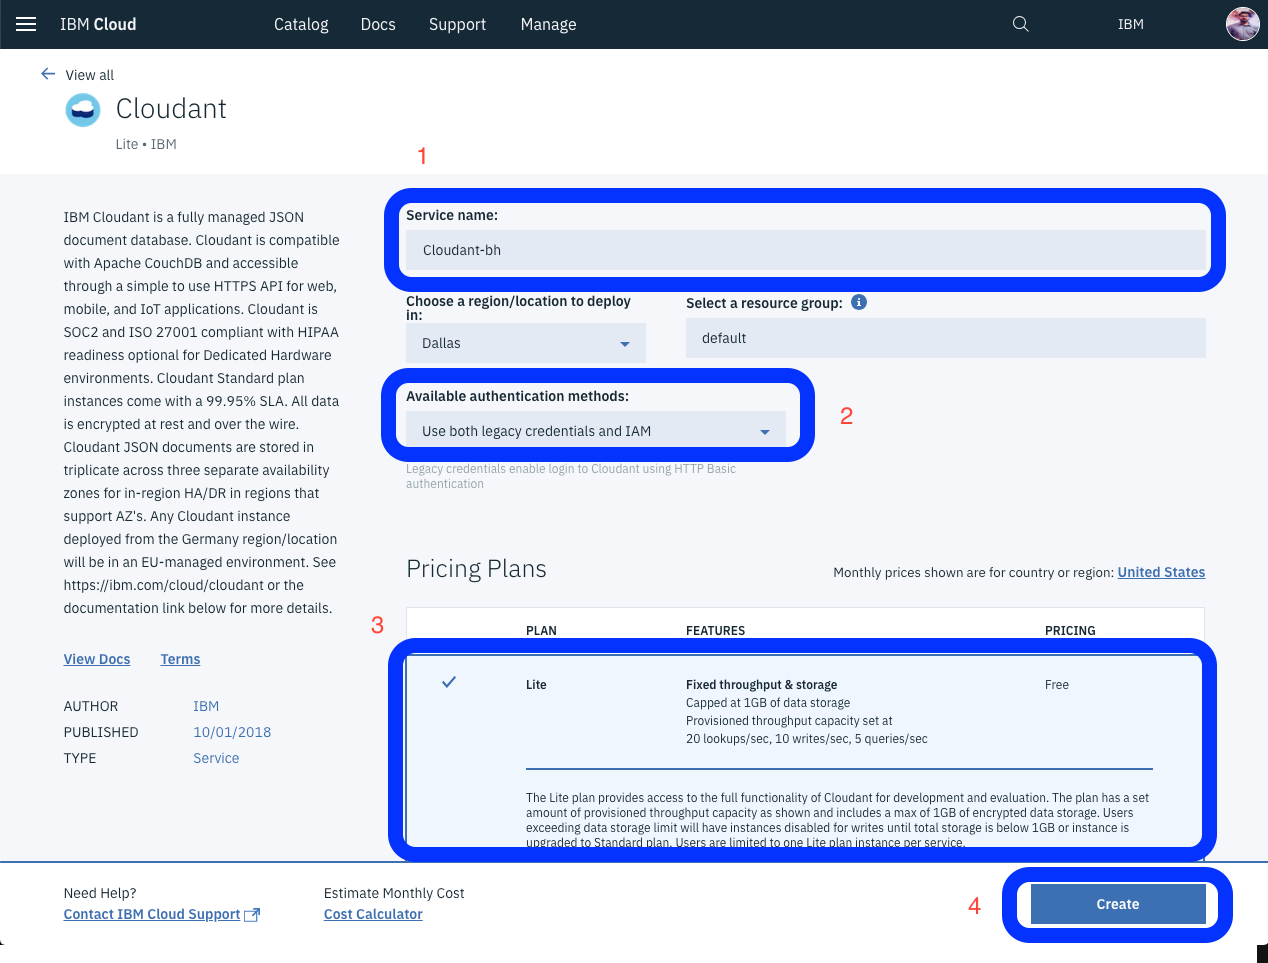 IBM Cloud
Catalog
Docs
Support
Manage
IBM
View all
Cloudant
Lite • IBM
1
IBM Cloudant is a fully managed JSON
document database. Cloudant is compatible
with Apache CouchDB and accessible
through a simple to use HTTPS API for web,
mobile, and IoT applications. Cloudant is
SOC2 and ISO 27001 compliant with HIPAA
readiness optional for Dedicated Hardware
environments. Cloudant Standard plan
instances come with a 99.95% SLA. All data
is encrypted at rest and over the wire.
Cloudant JSON documents are stored in
triplicate across three separate availability
zones for in-region HA/DR in regions that
support AZ's. Any Cloudant instance
deployed from the Germany region/location
will be in an EU-managed environment. See
https://ibm.com/cloud/cloudant or the
documentation link below for more details.
View Docs
Terms
AUTHOR
IBM
PUBLISHED
10/01/2018
TYPE
Service
Service name:
Cloudant-bh
Choose a region/location to deploy
in:
Dallas
Select a resource group:
default
Available authentication methods:
Use both legacy credentials and IAM
2
Legacy credentials enable login to Cloudant using HTTP Basic
authentication
Pricing Plans
Monthly prices shown are for country or region: United States
3
PLAN
FEATURES
PRICING
Lite
Fixed throughput & storage
Capped at 1GB of data storage
Provisioned throughput capacity set at
20 lookups/sec, 10 writes/sec, 5 queries/sec
Free
The Lite plan provides access to the full functionality of Cloudant for development and evaluation. The plan has a set
amount of provisioned throughput capacity as shown and includes a max of 1GB of encrypted data storage. Users
exceeding data storage limit will have instances disabled for writes until total storage is below 1GB or instance is
upgraded to Standard plan. Users are limited to one Lite plan instance per service.
Need Help?
Contact IBM Cloud Support
Estimate Monthly Cost
Cost Calculator
4
Create